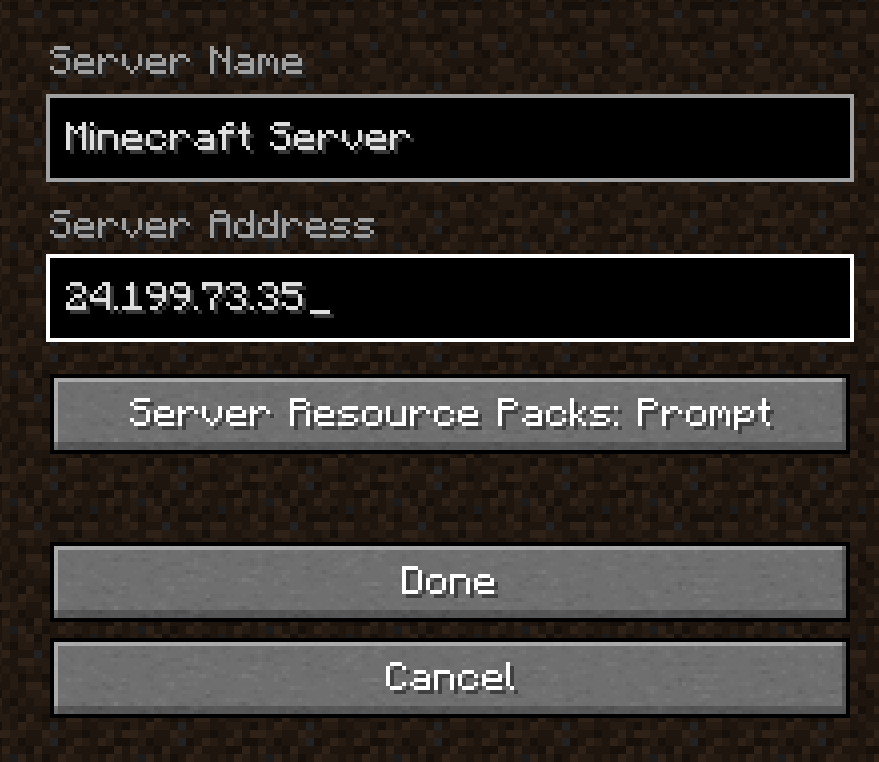 Server Name
Minecraft Server
Server Address
24.199.73.35_
Server Resource Packs: Prompt
Done
Cancel